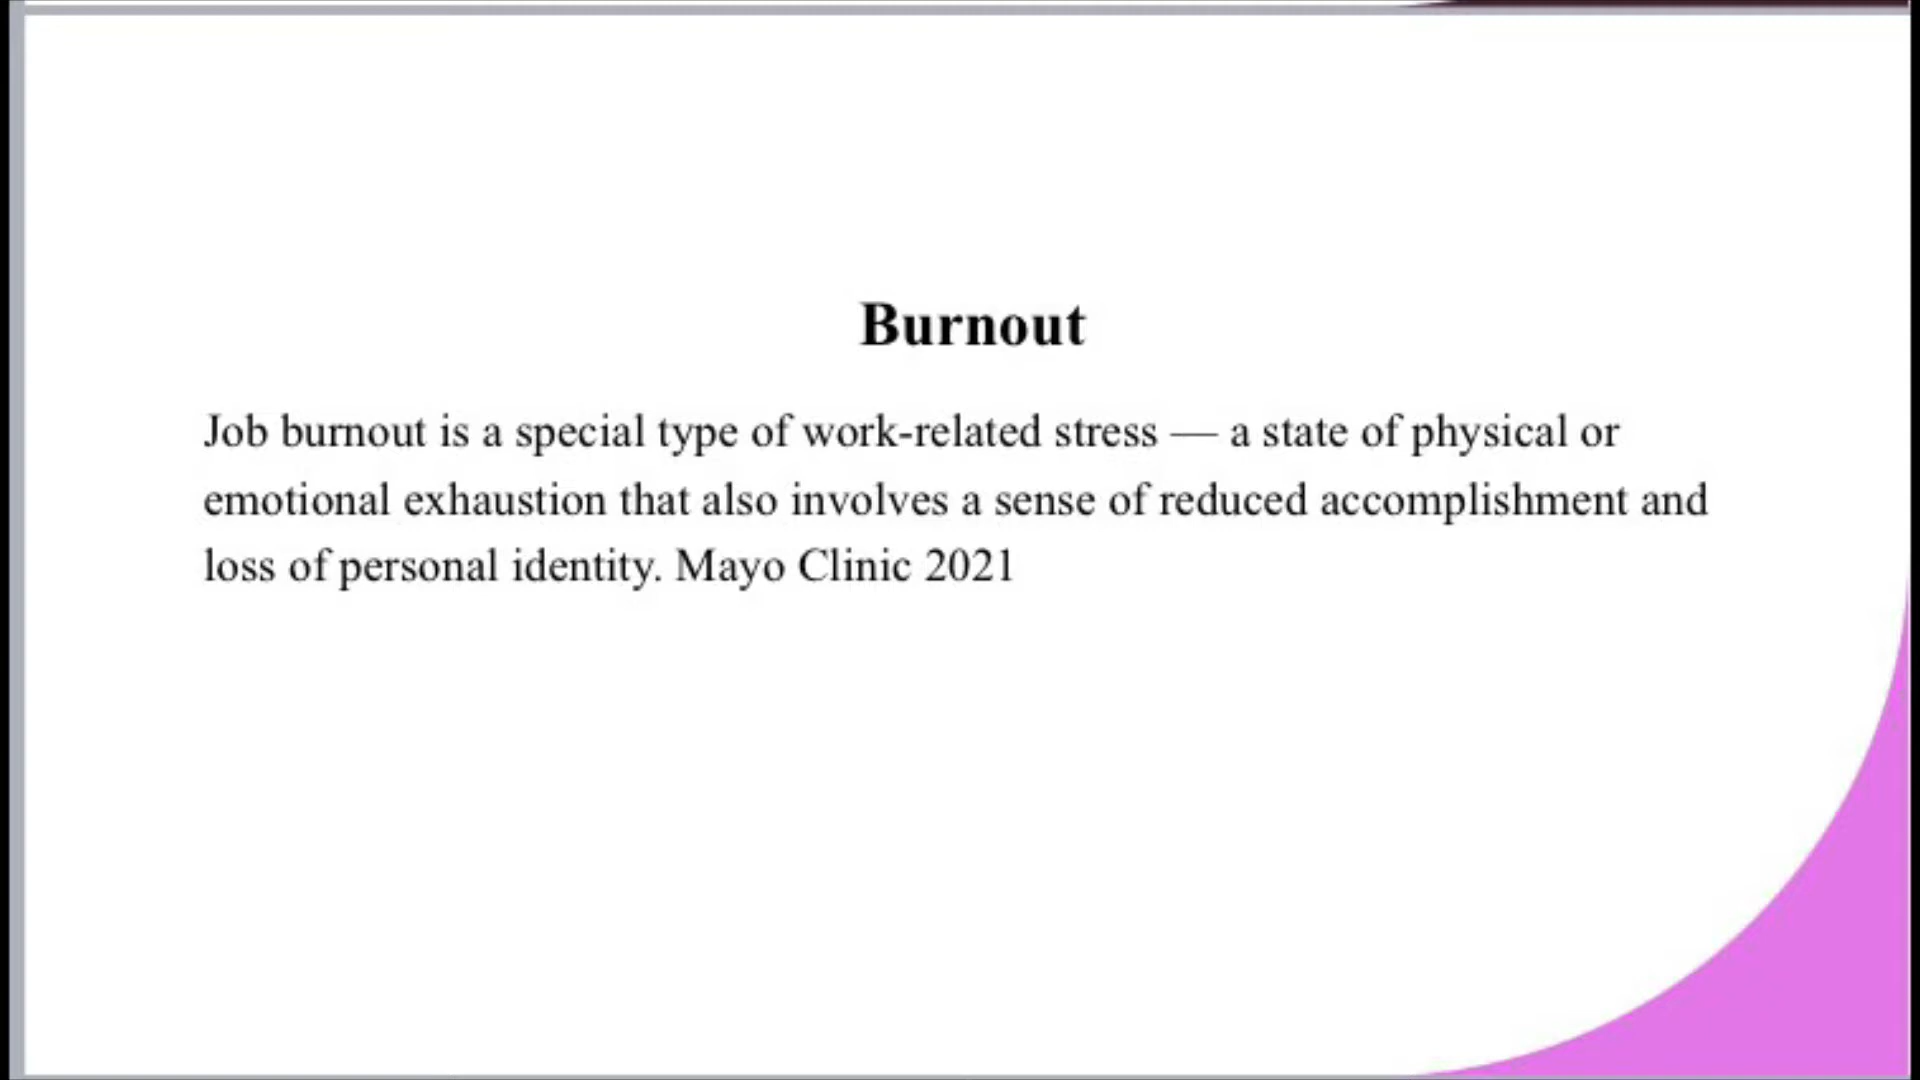 Burnout
Job burnout is a special type of work-related stress — a state of physical or
emotional exhaustion that also involves a sense of reduced accomplishment and
loss of personal identity. Mayo Clinic 2021